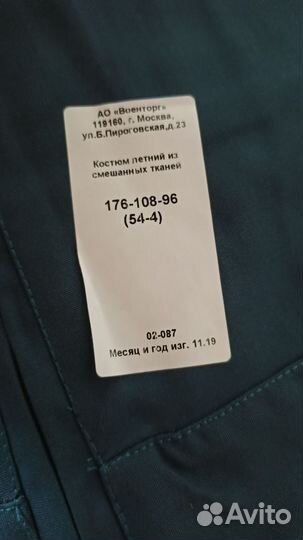 АО «Военторг»
119160, г. Москва,
ул.Б.Пироговская,д.23
Костюм летний из
смешанных тканей
176-108-96
(54-4)
02-087
Месяц и год изг. 11.19
Avito